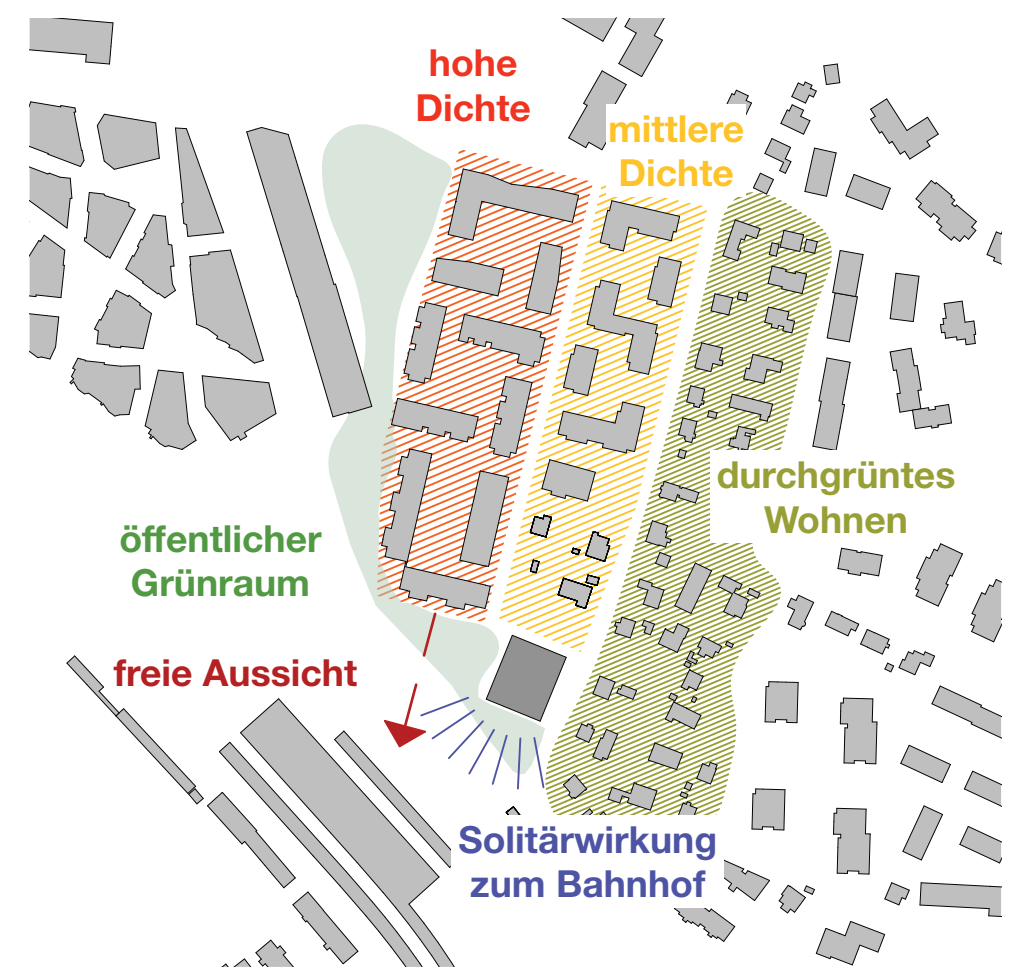 hohe
Dichte
mittlere
Dichte
durchgrüntes
Wohnen
öffentlicher
Grünraum
freie Aussicht
Solitärwirkung
zum Bahnhof